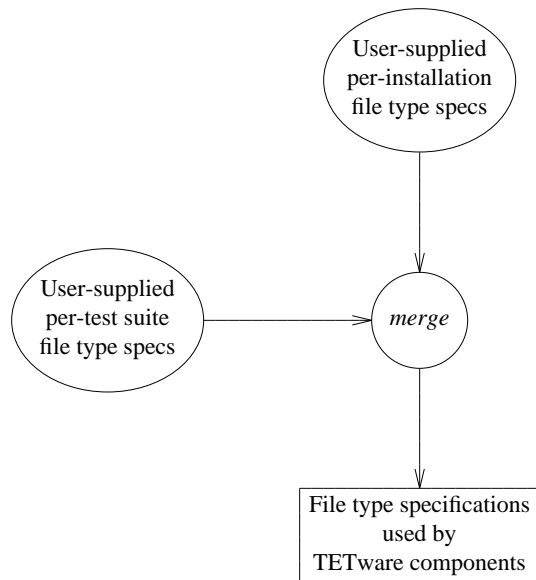 User-supplied
per-installation
file type specs
User-supplied
per-test suite
file type specs
merge
File type specifications
used by
TETware components